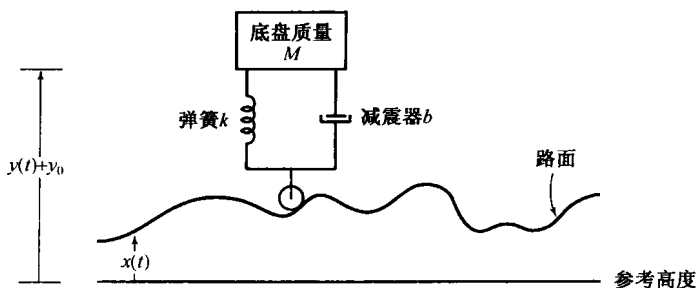 底盘质量
M
弹簧k
减震器b
y(t)+y₀
路面
x(t)
参考高度